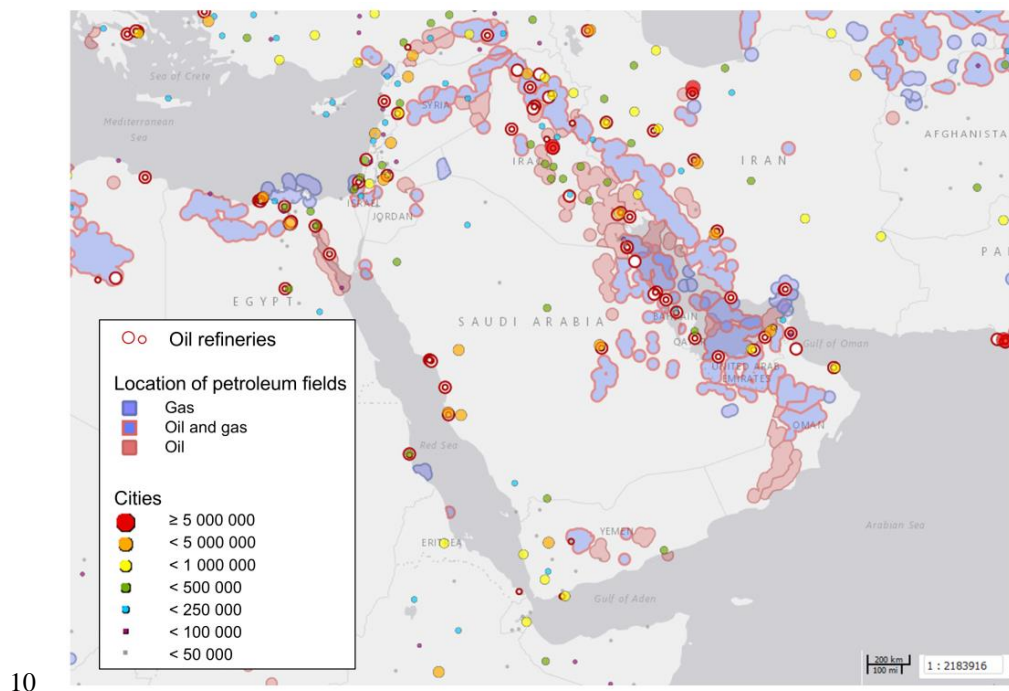 Sea of Crete
Mediterranean
Sea
SYRIA
AFGHANISTA
IRAQ
IRAN
ISRAEL
JORDAN
PA
EGYPT
SAUDI ARABIA
BAHRAIN
QA
Gulf of Oman
UNITED ARAB
EMIRATES
OMAN
Red Sea
YEMEN
Arabian Sea
ERITREA
Gulf of Aden
Oil refineries
Location of petroleum fields
Gas
Oil and gas
Oil
Cities
≥ 5 000 000
< 5 000 000
< 1 000 000
< 500 000
< 250 000
< 100 000
< 50 000
200 km
100 mi
1 : 2183916
10